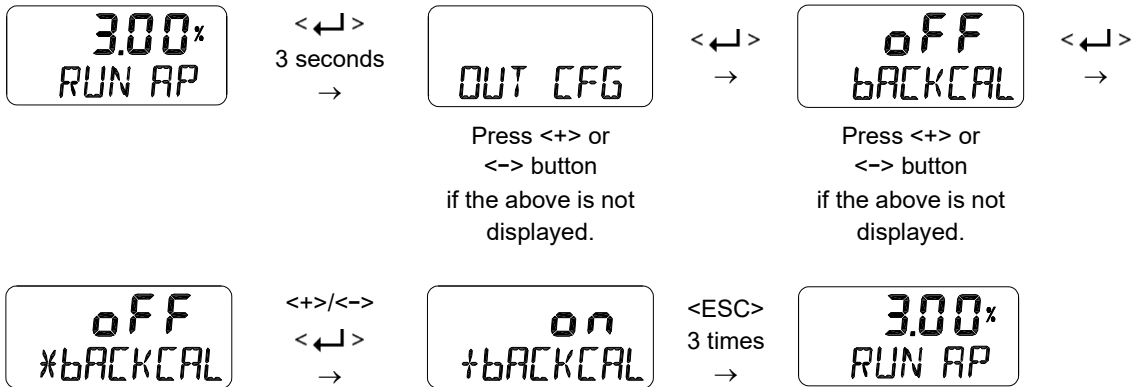 3.00%
RUN AP
< ↵ >
3 seconds
→
OUT CFG
Press <+> or
<−> button
if the above is not
displayed.
< ↵ >
→
oFF
bACKCAL
Press <+> or
<−> button
if the above is not
displayed.
< ↵ >
→
oFF
*bACKCAL
<+>/<−>
< ↵ >
→
on
+bACKCAL
<ESC>
3 times
→
3.00%
RUN AP